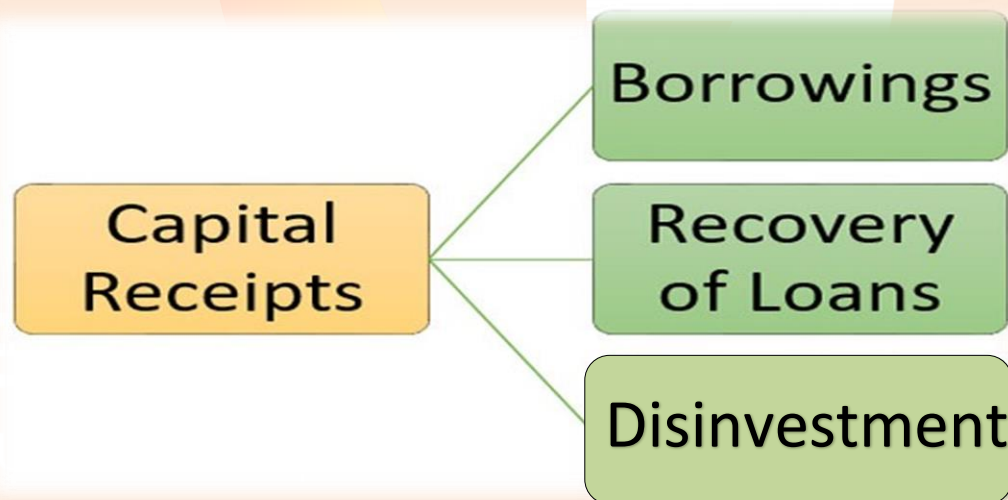 Borrowings
Capital
Receipts
Recovery
of Loans
Disinvestment